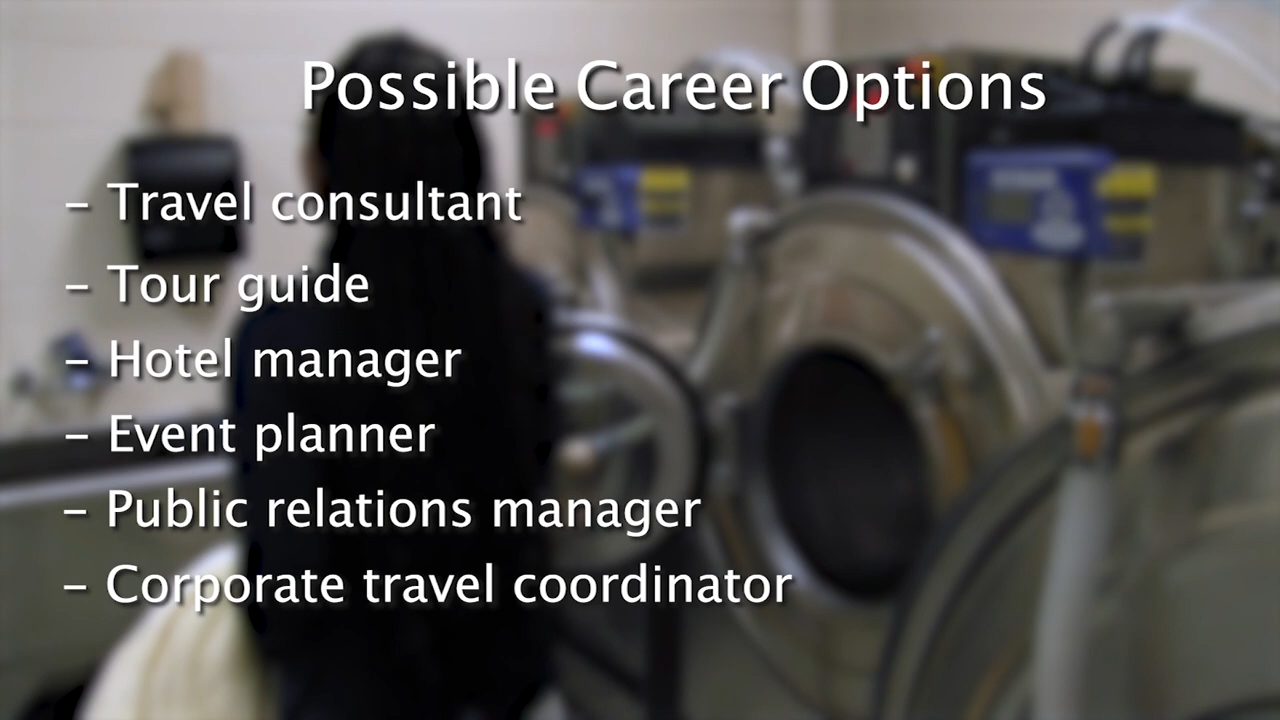 Possible Career Options
– Travel consultant
– Tour guide
– Hotel manager
– Event planner
– Public relations manager
– Corporate travel coordinator